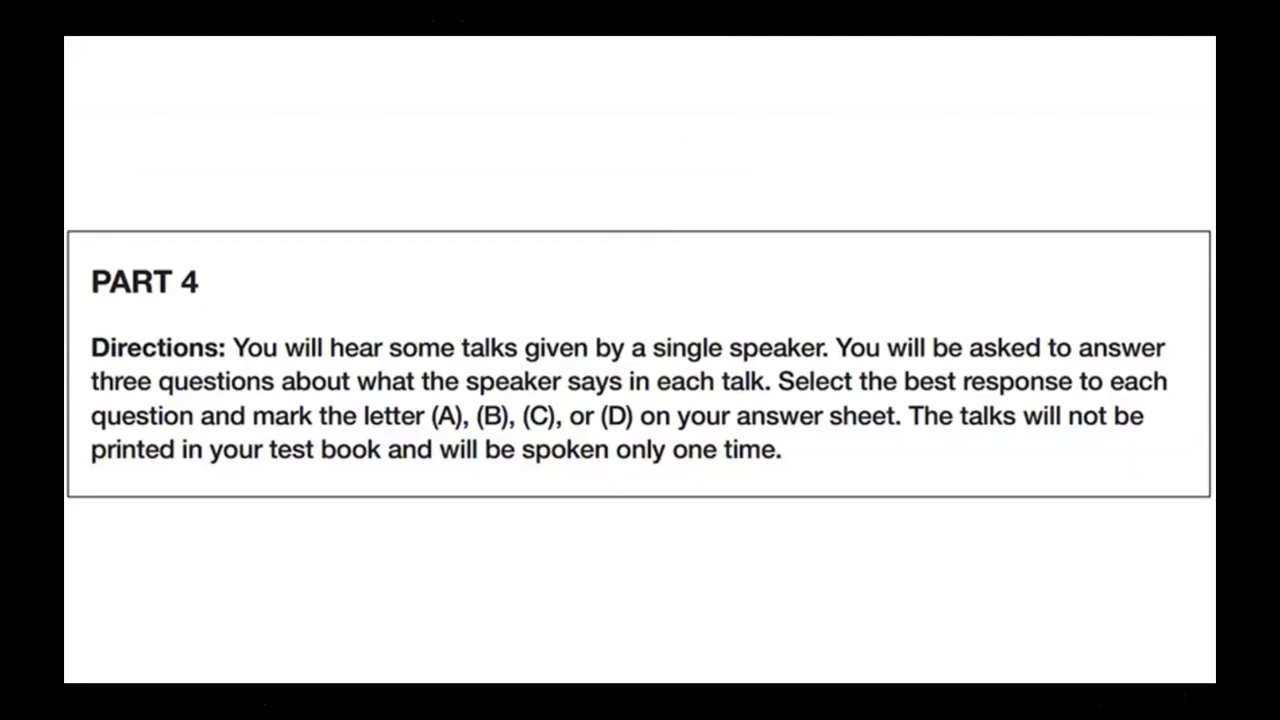 PART 4
Directions: You will hear some talks given by a single speaker. You will be asked to answer
three questions about what the speaker says in each talk. Select the best response to each
question and mark the letter (A), (B), (C), or (D) on your answer sheet. The talks will not be
printed in your test book and will be spoken only one time.